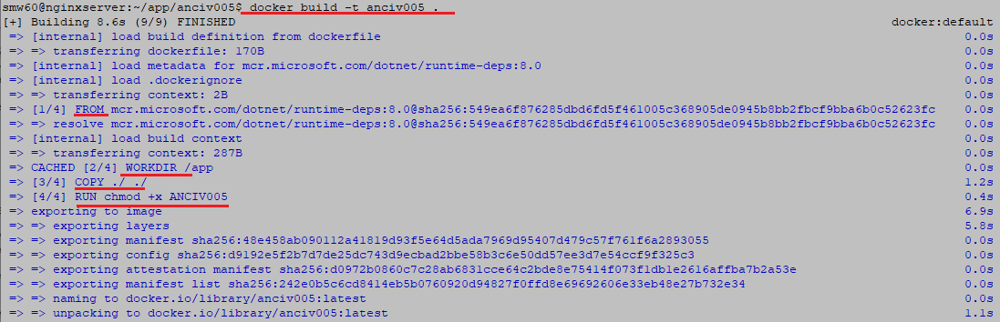 smw60@nginxserver:~/app/anciv005$ docker build -t anciv005 .
[+] Building 8.6s (9/9) FINISHED docker:default
=> [internal] load build definition from dockerfile 0.0s
=> => transferring dockerfile: 170B 0.0s
=> [internal] load metadata for mcr.microsoft.com/dotnet/runtime-deps:8.0 0.0s
=> [internal] load .dockerignore 0.0s
=> => transferring context: 2B 0.0s
=> [1/4] FROM mcr.microsoft.com/dotnet/runtime-deps:8.0@sha256:549ea6f876285dbd6fd5f461005c368905de0945b8bb2fbcf9bba6b0c52623fc 0.0s
=> => resolve mcr.microsoft.com/dotnet/runtime-deps:8.0@sha256:549ea6f876285dbd6fd5f461005c368905de0945b8bb2fbcf9bba6b0c52623fc 0.0s
=> [internal] load build context 0.0s
=> => transferring context: 287B 0.0s
=> CACHED [2/4] WORKDIR /app 0.0s
=> [3/4] COPY ./ ./ 1.2s
=> [4/4] RUN chmod +x ANCIV005 0.4s
=> exporting to image 6.9s
=> => exporting layers 5.8s
=> => exporting manifest sha256:48e458ab090112a41819d93f5e64d5ada7969d95407d479c57f761f6a2893055 0.0s
=> => exporting config sha256:d9192e5f2b7d7de25dc743d9ecbad2bbe58b3c6e50dd57ee3d7e54ccf9f325c3 0.0s
=> => exporting attestation manifest sha256:d0972b0860c7c28ab6831cce64c2bde8e75414f073f1db1e2616affba7b2a53e 0.0s
=> => exporting manifest list sha256:242e0b5c6cd8414eb5b0760920d94827f0ffd8e69692606e33eb48e27b732e34 0.0s
=> => naming to docker.io/library/anciv005:latest 0.0s
=> => unpacking to docker.io/library/anciv005:latest 1.1s